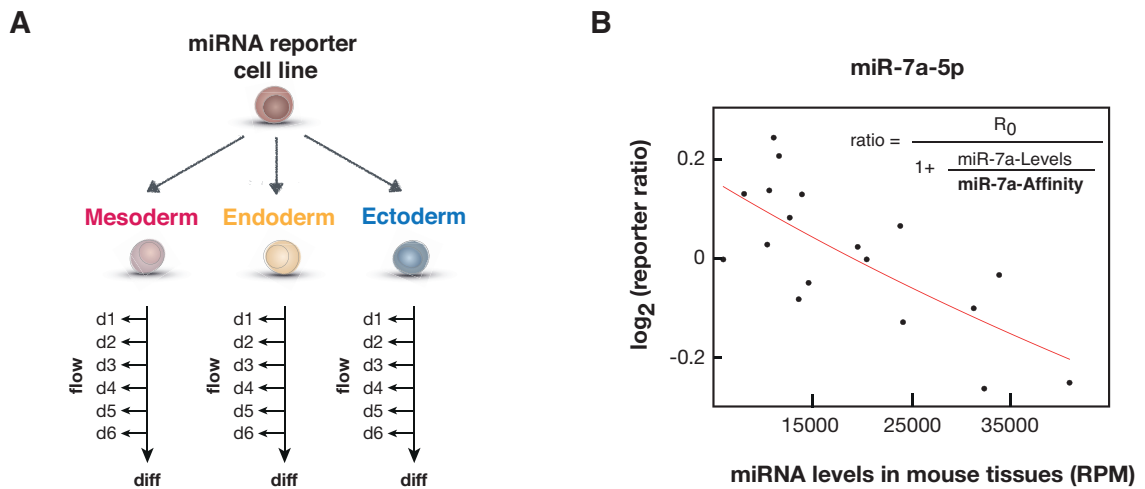 A
miRNA reporter
cell line
Mesoderm Endoderm Ectoderm
d1 d1 d1
d2 d2 d2
d3 d3 d3
flow flow flow
d4 d4 d4
d5 d5 d5
d6 d6 d6
diff diff diff
B
miR-7a-5p
ratio = R0
1+ miR-7a-Levels
miR-7a-Affinity
log2 (reporter ratio)
0.2
0
-0.2
15000 25000 35000
miRNA levels in mouse tissues (RPM)